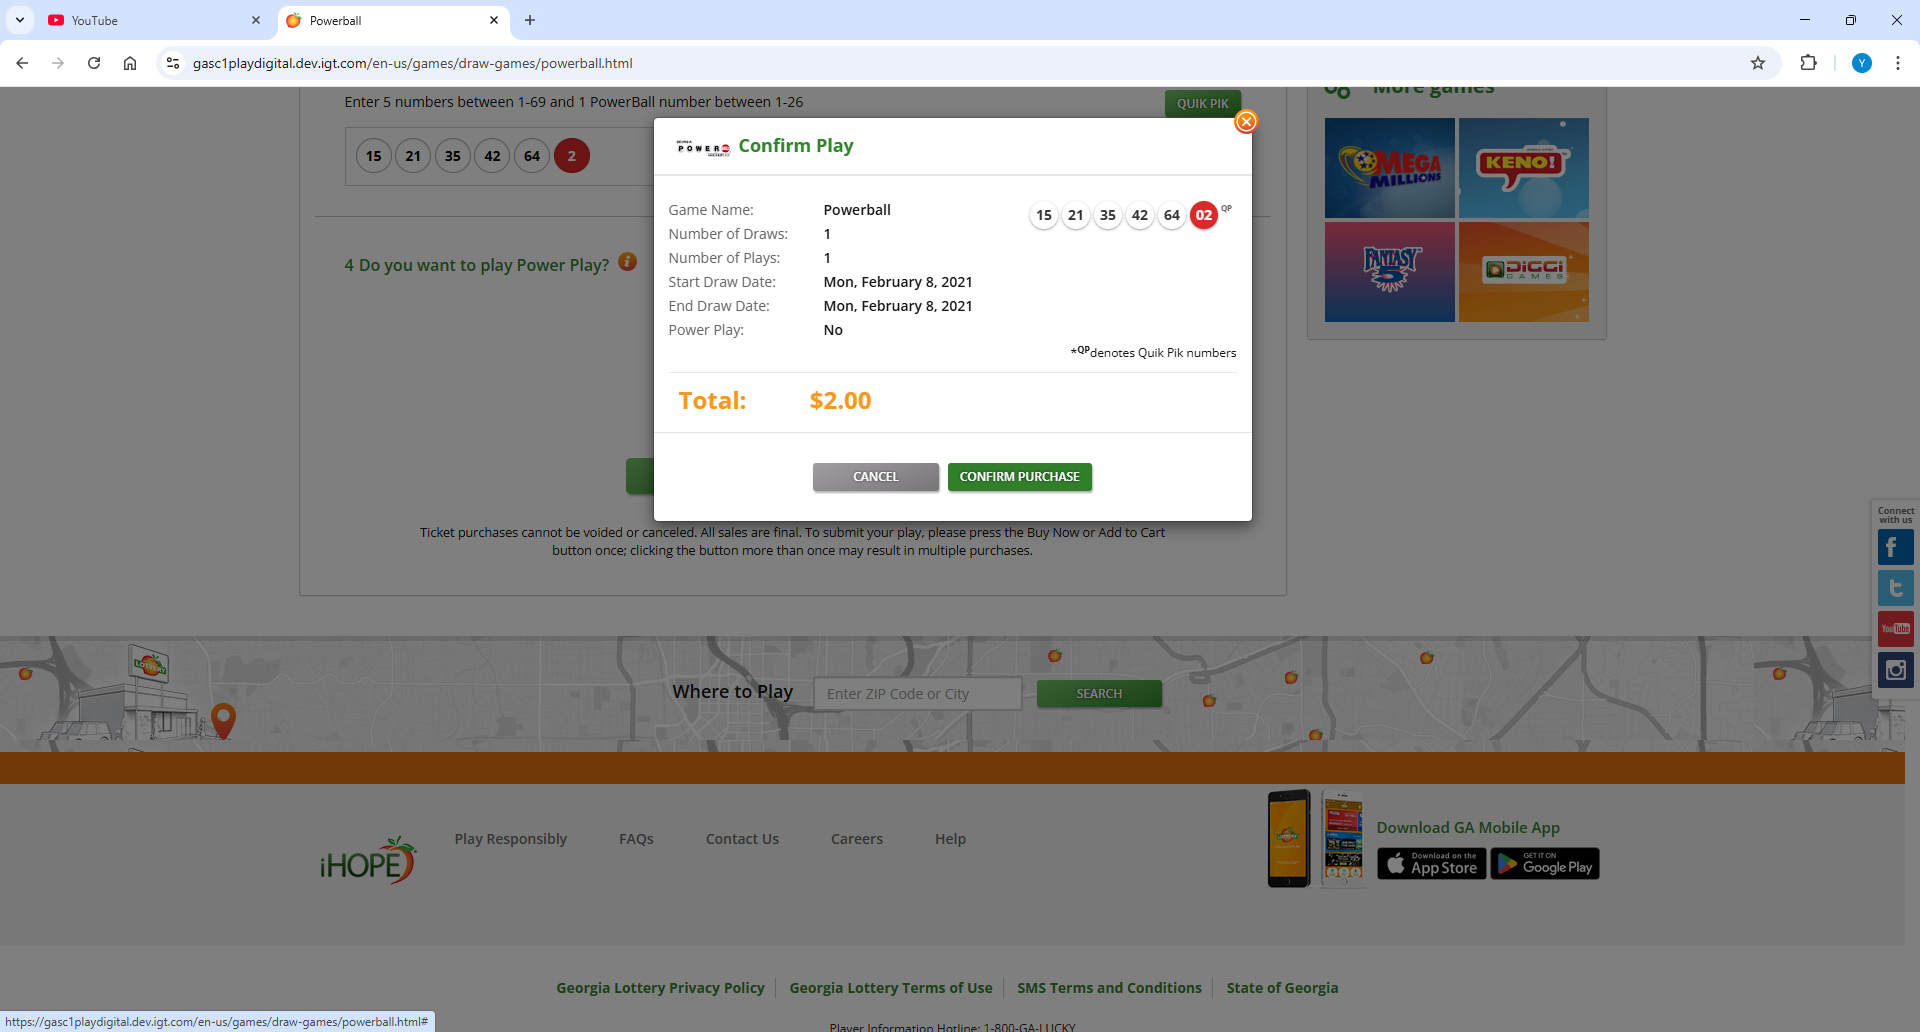 YouTube
Powerball
gasc1playdigital.dev.igt.com/en-us/games/draw-games/powerball.html
Y
Enter 5 numbers between 1-69 and 1 PowerBall number between 1-26
QUIK PIK
15 21 35 42 64 2
4 Do you want to play Power Play?
More games
MEGA MILLIONS
KENO!
FANTASY 5
DiGGi GAMES
POWER
Confirm Play
Game Name: Powerball
15 21 35 42 64 02 QP
Number of Draws: 1
Number of Plays: 1
Start Draw Date: Mon, February 8, 2021
End Draw Date: Mon, February 8, 2021
Power Play: No
*QPdenotes Quik Pik numbers
Total: $2.00
CANCEL
CONFIRM PURCHASE
Ticket purchases cannot be voided or canceled. All sales are final. To submit your play, please press the Buy Now or Add to Cart
button once; clicking the button more than once may result in multiple purchases.
Connect
with us
YouTube
LOTTERY
Where to Play
Enter ZIP Code or City
SEARCH
iHOPE
Play Responsibly
FAQs
Contact Us
Careers
Help
Download GA Mobile App
Download on the
App Store
GET IT ON
Google Play
Georgia Lottery Privacy Policy
Georgia Lottery Terms of Use
SMS Terms and Conditions
State of Georgia
https://gasc1playdigital.dev.igt.com/en-us/games/draw-games/powerball.html#
Player Information Hotline: 1-800-GA-LUCKY